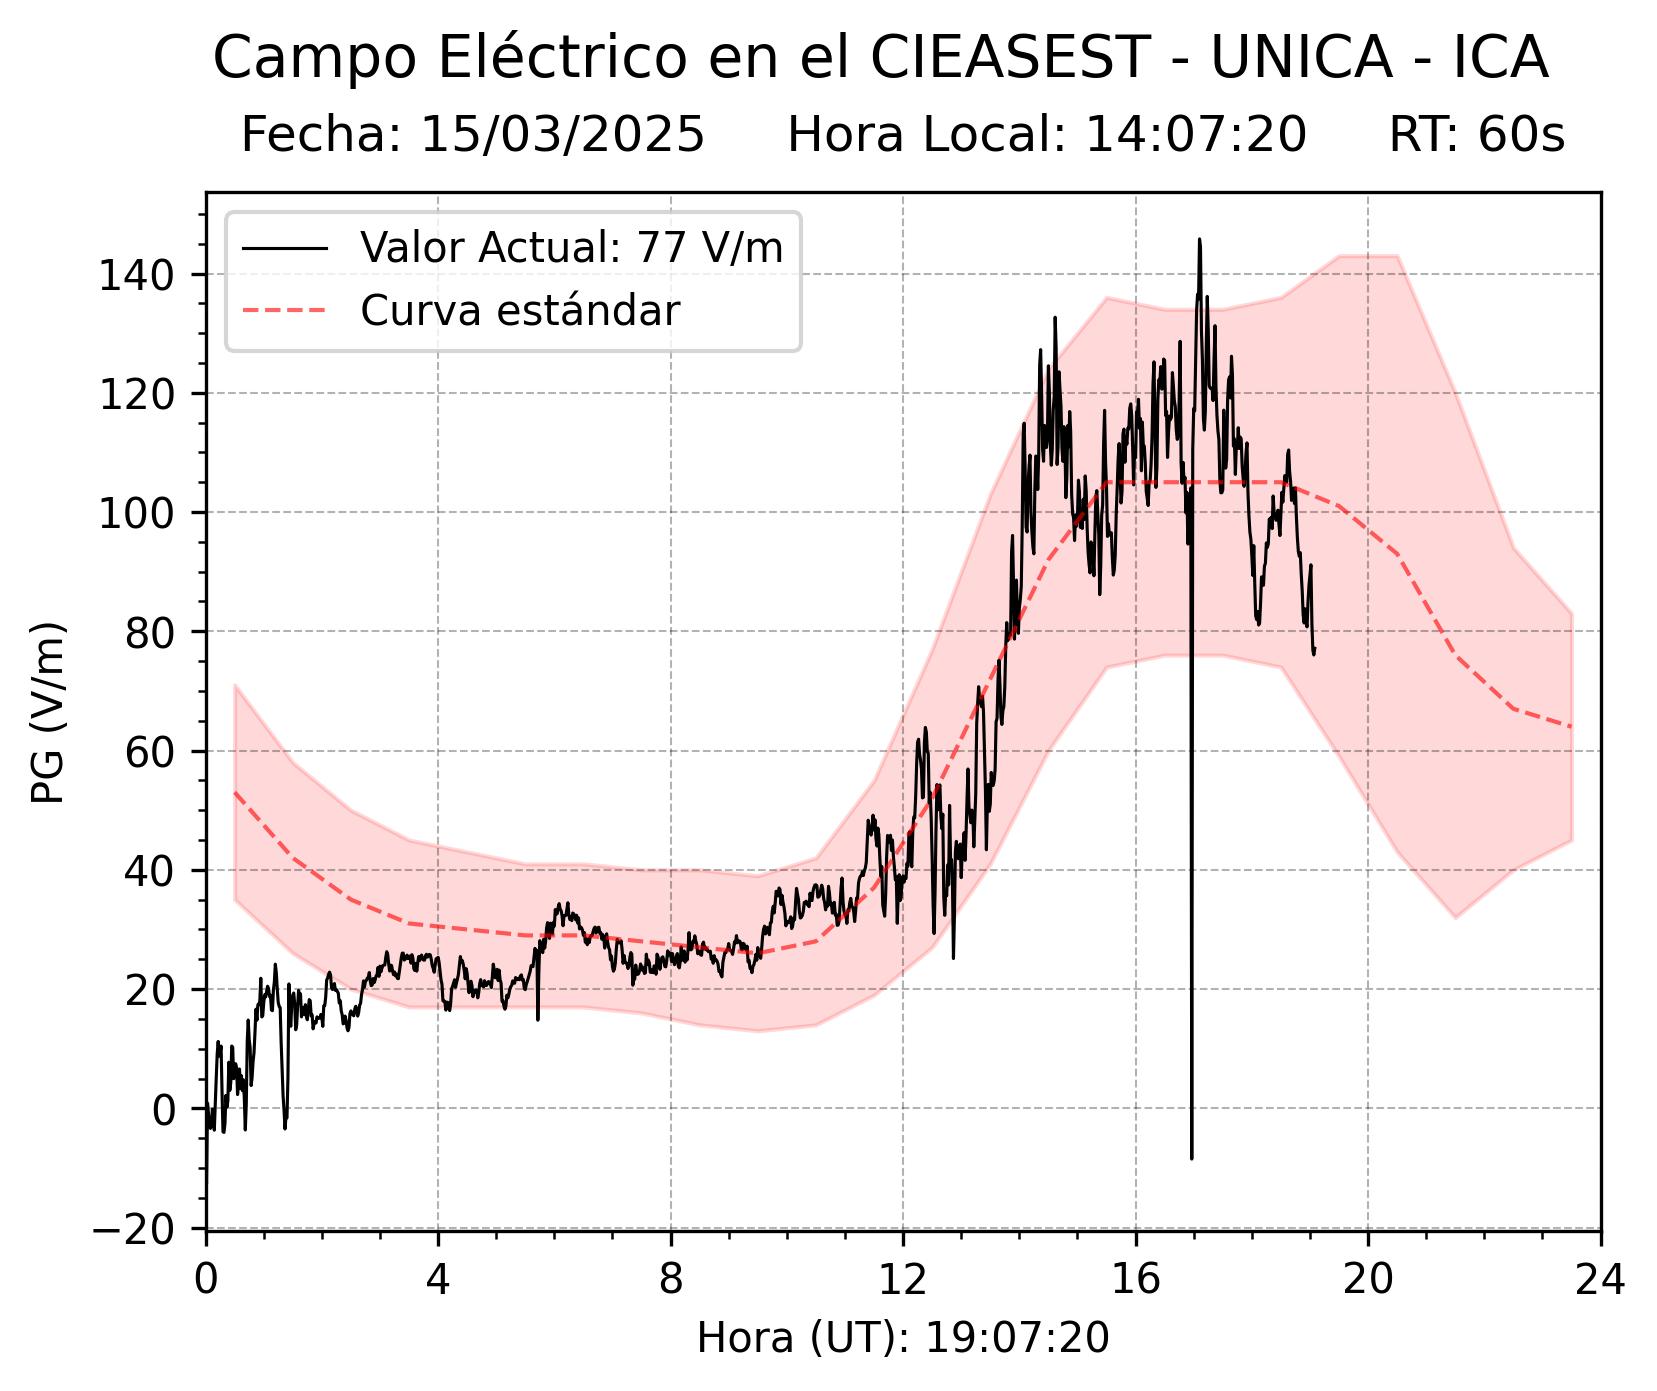 Campo Eléctrico en el CIEASEST - UNICA - ICA
Fecha: 15/03/2025 Hora Local: 14:07:20 RT: 60s
Valor Actual: 77 V/m
Curva estándar
PG (V/m)
140
120
100
80
60
40
20
0
−20
0 4 8 12 16 20 24
Hora (UT): 19:07:20